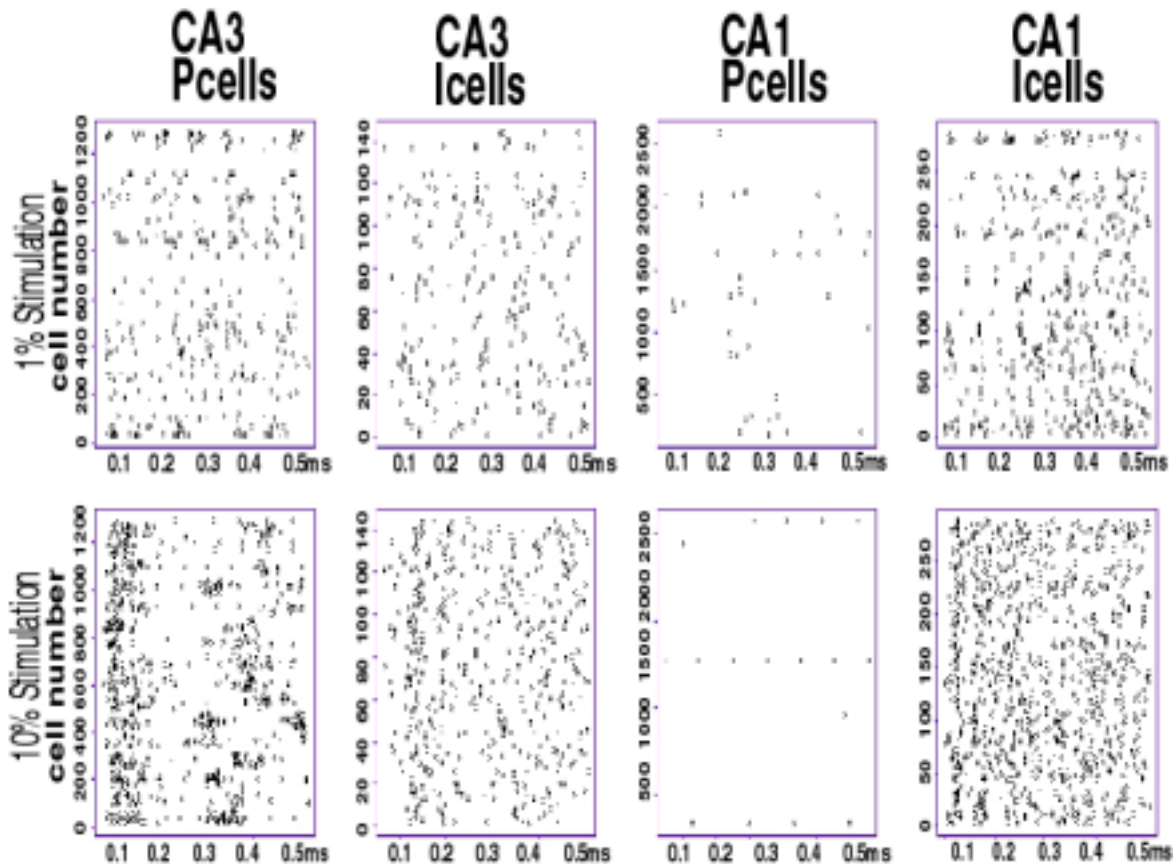 CA3
Pcells
CA3
Icells
CA1
Pcells
CA1
Icells
1% Stimulation
cell number
0 200 400 600 800 1000 1200
0.1 0.2 0.3 0.4 0.5ms
0 20 40 60 80 100 120 140
0.1 0.2 0.3 0.4 0.5ms
500 1000 1500 2000 2500
0.1 0.2 0.3 0.4 0.5ms
0 50 100 150 200 250
0.1 0.2 0.3 0.4 0.5ms
10% Stimulation
cell number
0 200 400 600 800 1000 1200
0.1 0.2 0.3 0.4 0.5ms
0 20 40 60 80 100 120 140
0.1 0.2 0.3 0.4 0.5ms
500 1000 15000 2000 2500
0.1 0.2 0.3 0.4 0.5ms
0 50 100 150 200 250
0.1 0.2 0.3 0.4 0.5ms